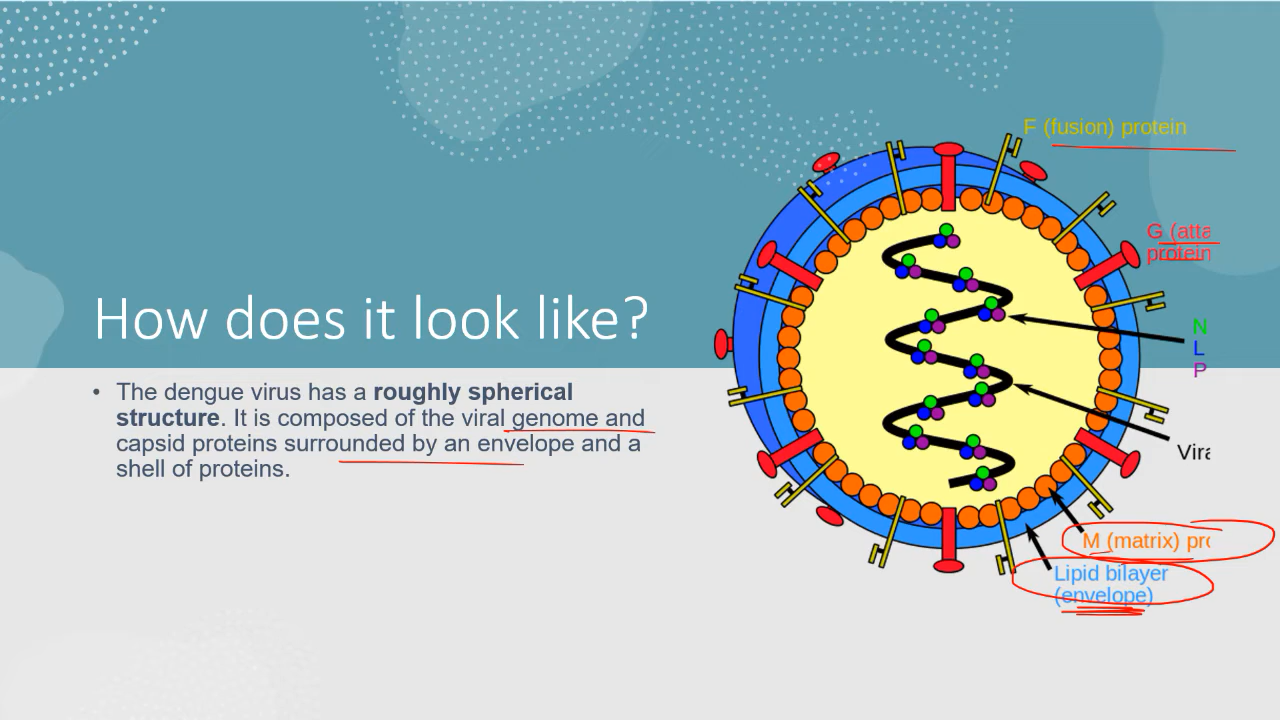 How does it look like?
• The dengue virus has a roughly spherical
structure. It is composed of the viral genome and
capsid proteins surrounded by an envelope and a
shell of proteins.
F (fusion) protein
G (atta
protein
N
L
P
Vira
M (matrix) pro
Lipid bilayer
(envelope)